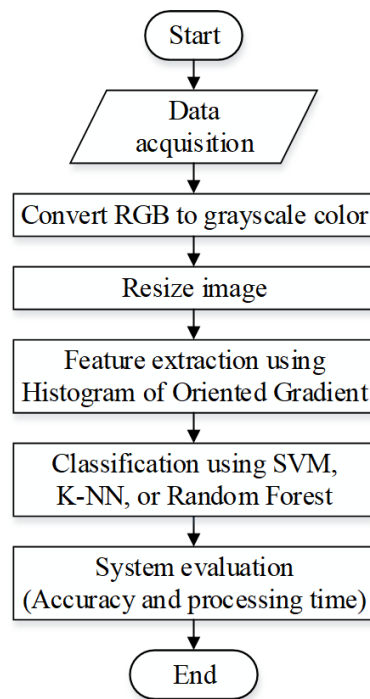 Start
Data
acquisition
Convert RGB to grayscale color
Resize image
Feature extraction using
Histogram of Oriented Gradient
Classification using SVM,
K-NN, or Random Forest
System evaluation
(Accuracy and processing time)
End